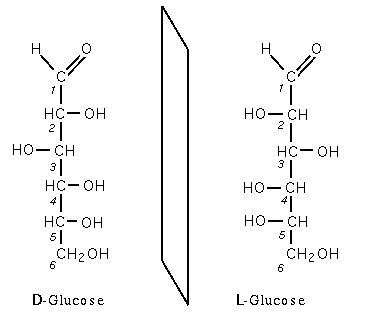 H O H O
C C
1 1
HC OH HO CH
2 2
HO CH HC OH
3 3
HC OH HO CH
4 4
HC OH HO CH
5 5
CH2OH CH2OH
6 6
D-Glucose L-Glucose